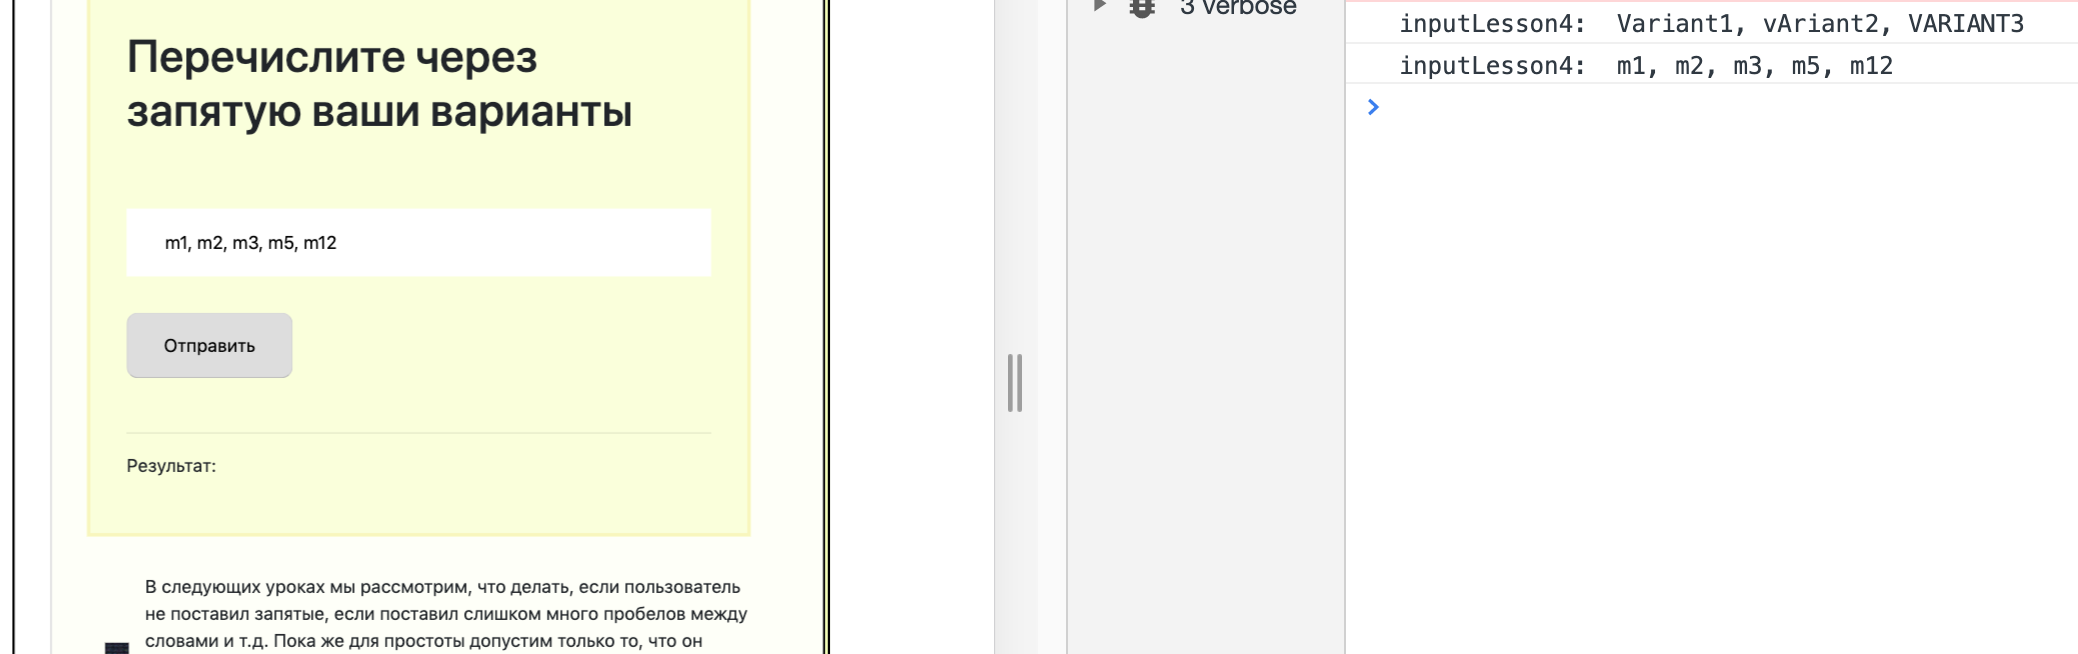 Перечислите через
запятую ваши варианты
m1, m2, m3, m5, m12
Отправить
Результат:
В следующих уроках мы рассмотрим, что делать, если пользователь
не поставил запятые, если поставил слишком много пробелов между
словами и т.д. Пока же для простоты допустим только то, что он
3 verbose
inputLesson4: Variant1, vAriant2, VARIANT3
inputLesson4: m1, m2, m3, m5, m12